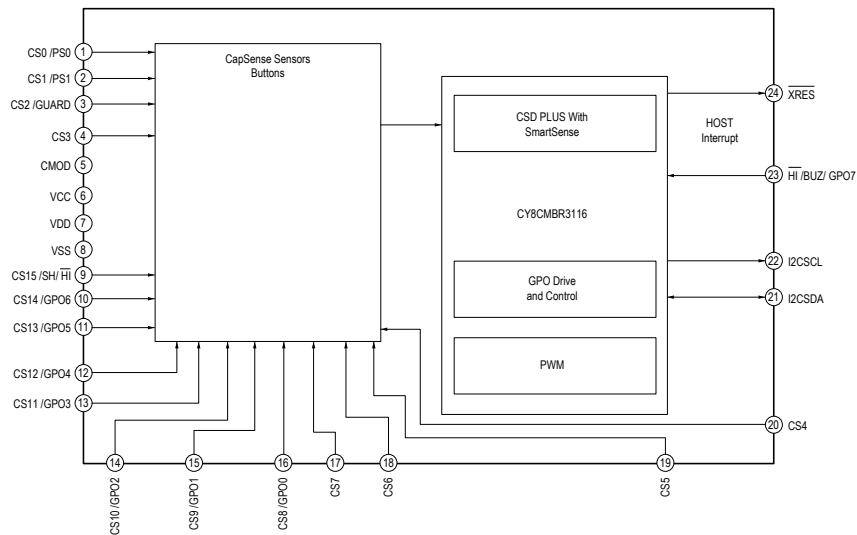 CS0 /PS0 1
CS1 /PS1 2
CS2 /GUARD 3
CS3 4
CMOD 5
VCC 6
VDD 7
VSS 8
CS15 /SH/ HI 9
CS14 /GPO6 10
CS13 /GPO5 11
CS12 /GPO4 12
CS11 /GPO3 13
CapSense Sensors
Buttons
CSD PLUS With
SmartSense
CY8CMBR3116
GPO Drive
and Control
PWM
24 XRES
HOST
Interrupt
23 HI /BUZ/ GPO7
22 I2CSCL
21 I2CSDA
20 CS4
14 15 16 17 18 19
CS10 /GPO2
CS9 /GPO1
CS8 /GPO0
CS7
CS6
CS5